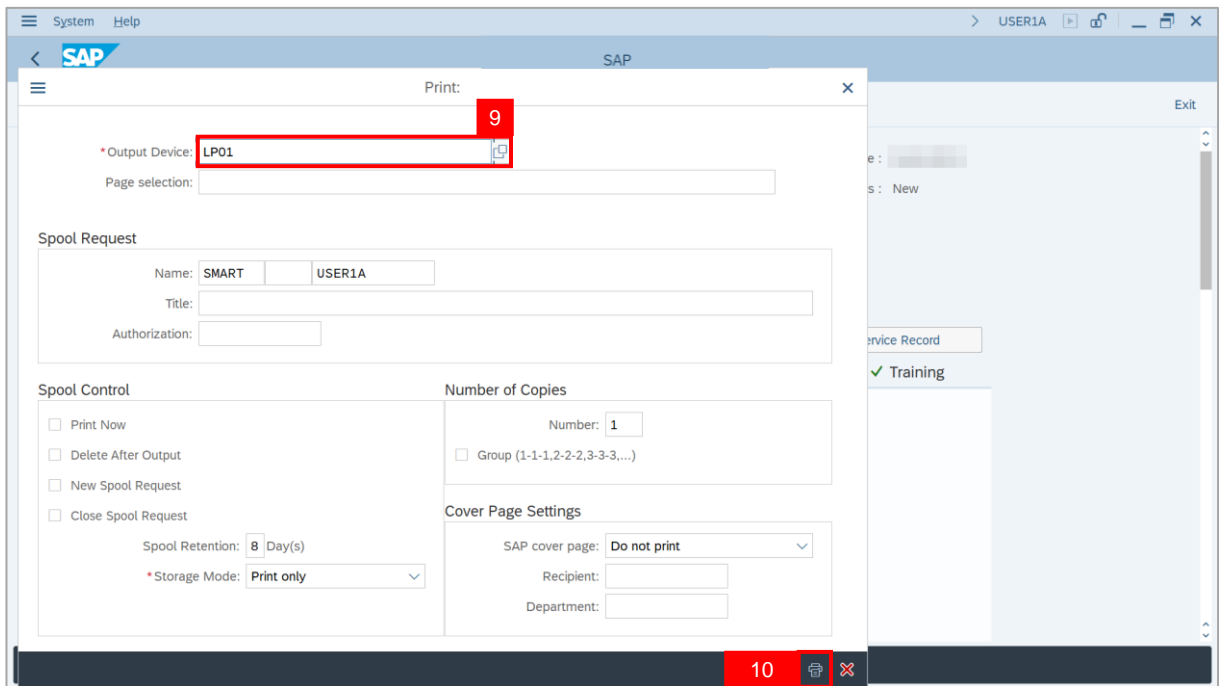 System Help USER1A
SAP SAP
Print:
Exit
9
*Output Device: LP01
e :
Page selection:
s : New
Spool Request
Name: SMART USER1A
Title:
Authorization:
ervice Record
Training
Spool Control Number of Copies
Print Now Number: 1
Delete After Output Group (1-1-1,2-2-2,3-3-3,...)
New Spool Request
Close Spool Request Cover Page Settings
Spool Retention: 8 Day(s) SAP cover page: Do not print
*Storage Mode: Print only Recipient:
Department:
10